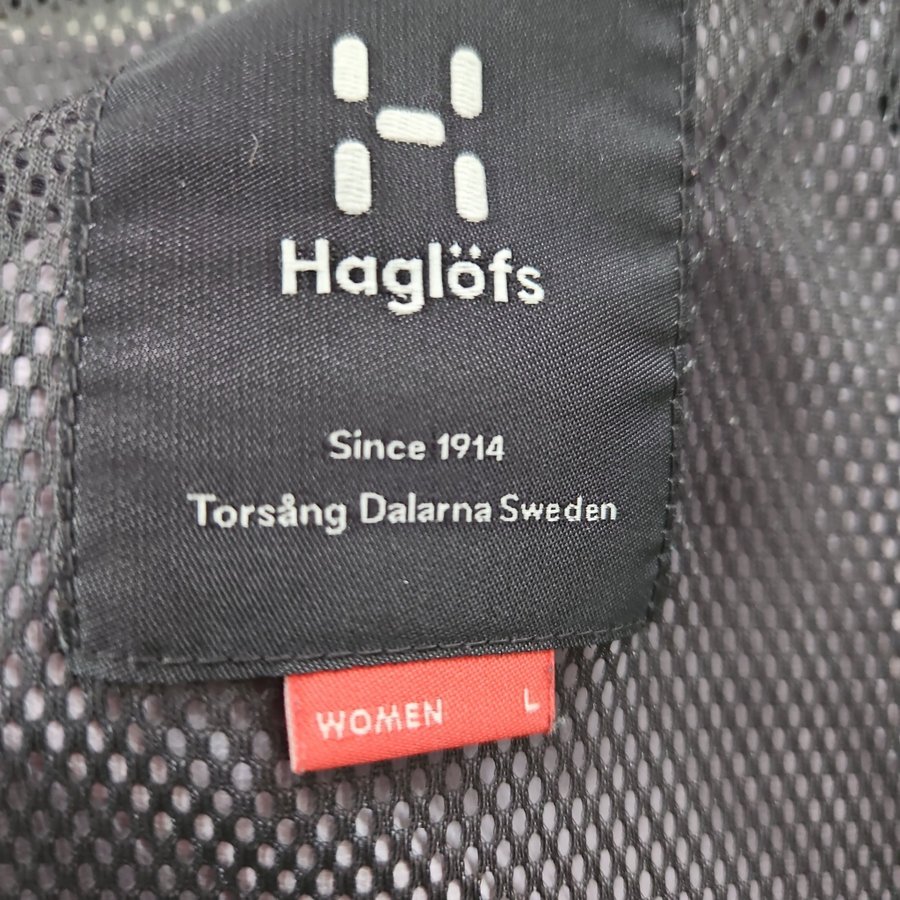 Haglöfs
Since 1914
Torsång Dalarna Sweden
WOMEN L